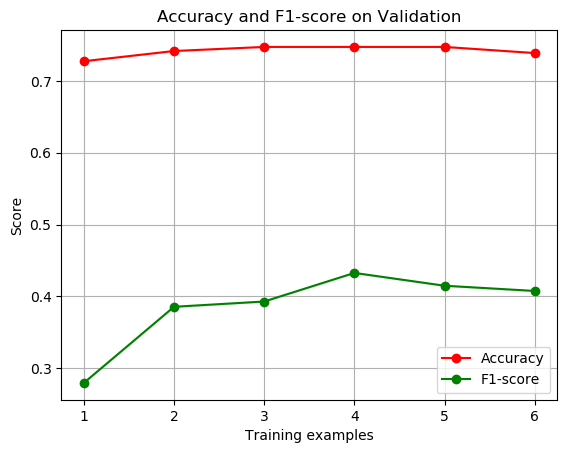 Accuracy and F1-score on Validation
Score
0.7
0.6
0.5
0.4
0.3
Accuracy
F1-score
1 2 3 4 5 6
Training examples